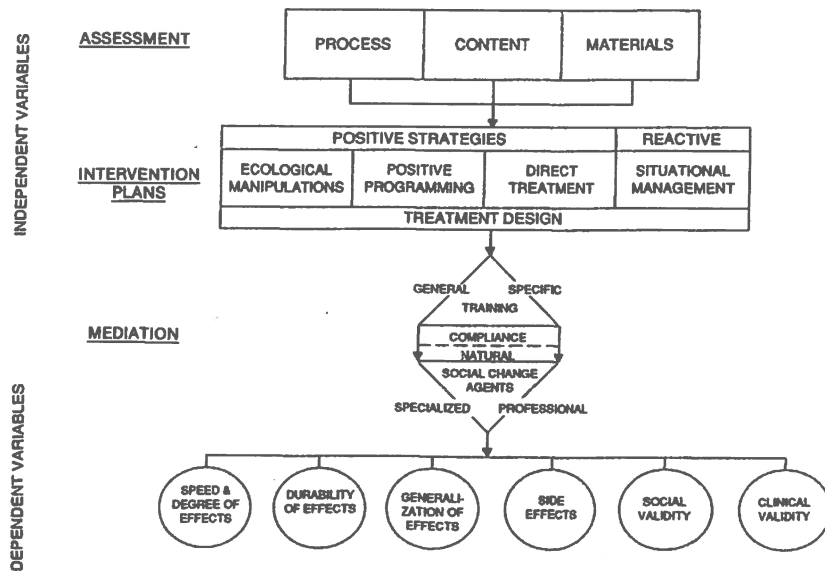 INDEPENDENT VARIABLES
ASSESSMENT
PROCESS
CONTENT
MATERIALS
POSITIVE STRATEGIES
REACTIVE
INTERVENTION
PLANS
ECOLOGICAL
MANIPULATIONS
POSITIVE
PROGRAMMING
DIRECT
TREATMENT
SITUATIONAL
MANAGEMENT
TREATMENT DESIGN
MEDIATION
GENERAL
SPECIFIC
TRAINING
COMPLIANCE
NATURAL
SOCIAL CHANGE
AGENTS
SPECIALIZED
PROFESSIONAL
DEPENDENT VARIABLES
SPEED &
DEGREE OF
EFFECTS
DURABILITY
OF EFFECTS
GENERALI-
ZATION OF
EFFECTS
SIDE
EFFECTS
SOCIAL
VALIDITY
CLINICAL
VALIDITY